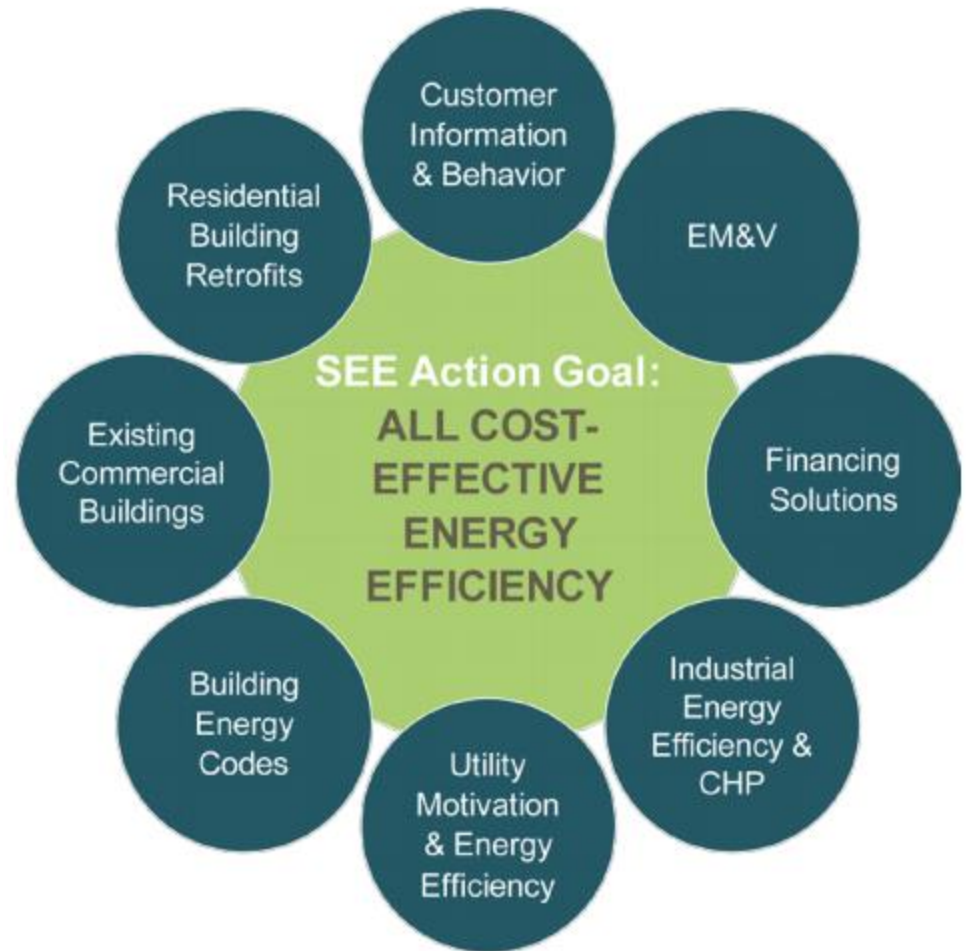 Customer
Information
& Behavior
EM&V
Financing
Solutions
Industrial
Energy
Efficiency &
CHP
Utility
Motivation
& Energy
Efficiency
Building
Energy
Codes
Existing
Commercial
Buildings
Residential
Building
Retrofits
SEE Action Goal:
ALL COST-
EFFECTIVE
ENERGY
EFFICIENCY